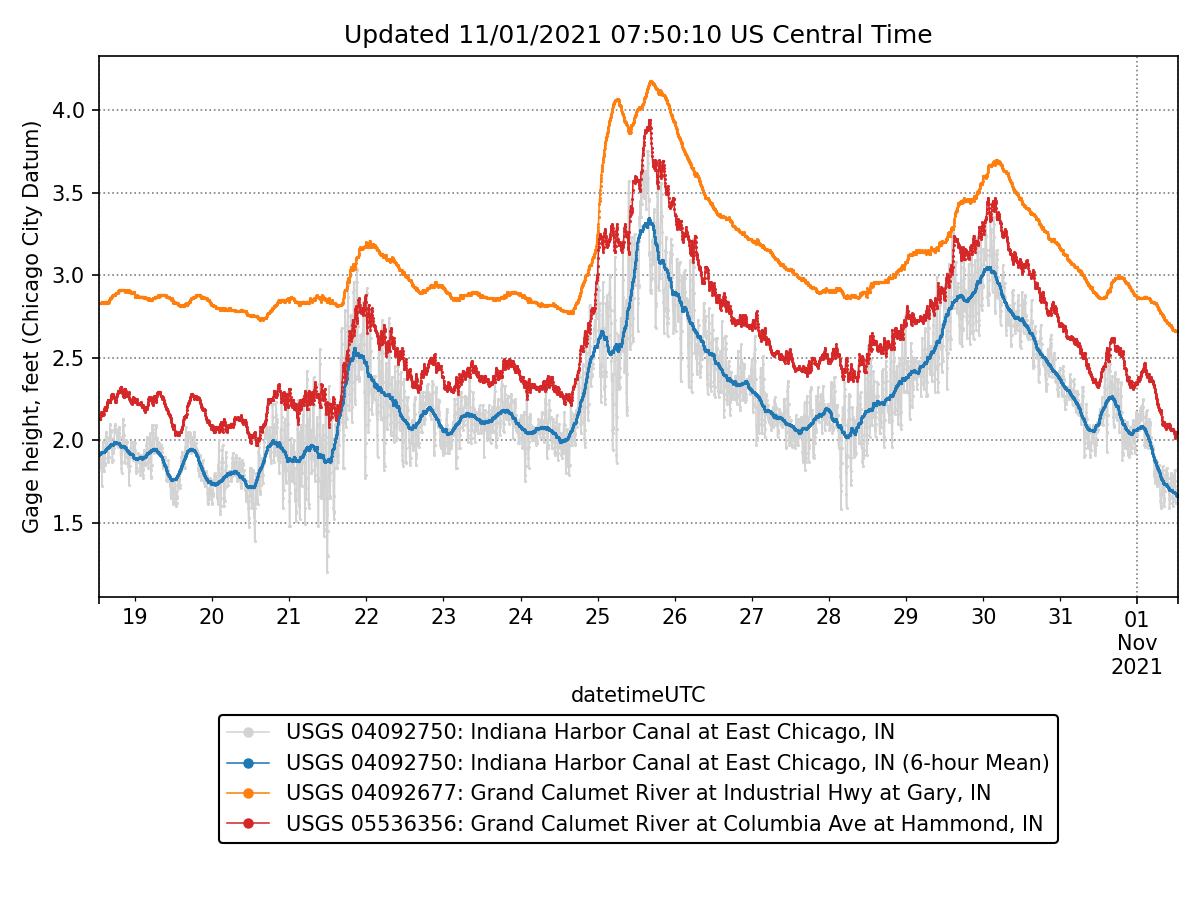 Updated 11/01/2021 07:50:10 US Central Time
Gage height, feet (Chicago City Datum)
4.0
3.5
3.0
2.5
2.0
1.5
19 20 21 22 23 24 25 26 27 28 29 30 31 01
Nov
2021
datetimeUTC
USGS 04092750: Indiana Harbor Canal at East Chicago, IN
USGS 04092750: Indiana Harbor Canal at East Chicago, IN (6-hour Mean)
USGS 04092677: Grand Calumet River at Industrial Hwy at Gary, IN
USGS 05536356: Grand Calumet River at Columbia Ave at Hammond, IN